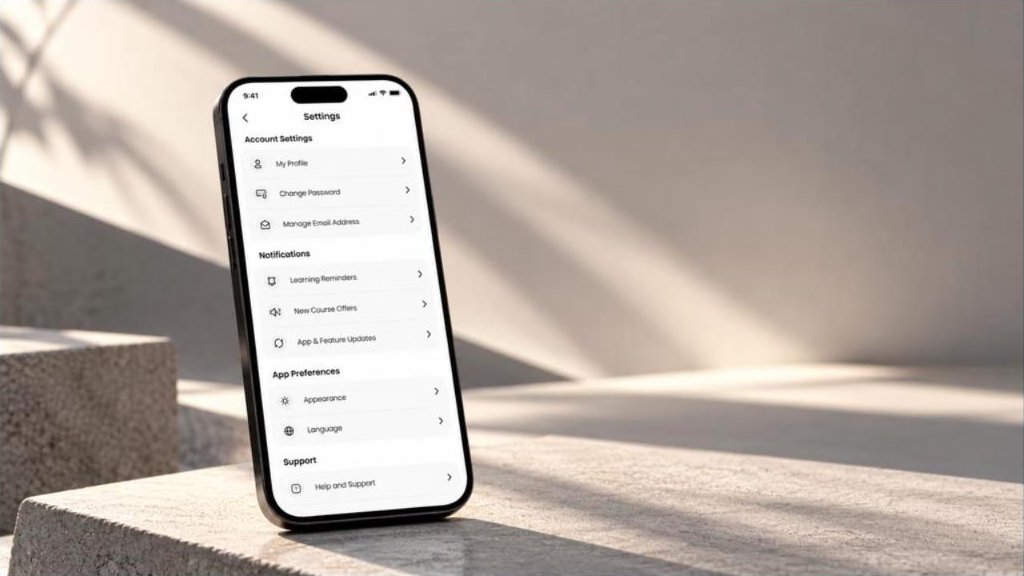 9:41
Settings
Account Settings
My Profile
Change Password
Manage Email Address
Notifications
Learning Reminders
New Course Offers
App & Feature Updates
App Preferences
Appearance
Language
Support
Help and Support